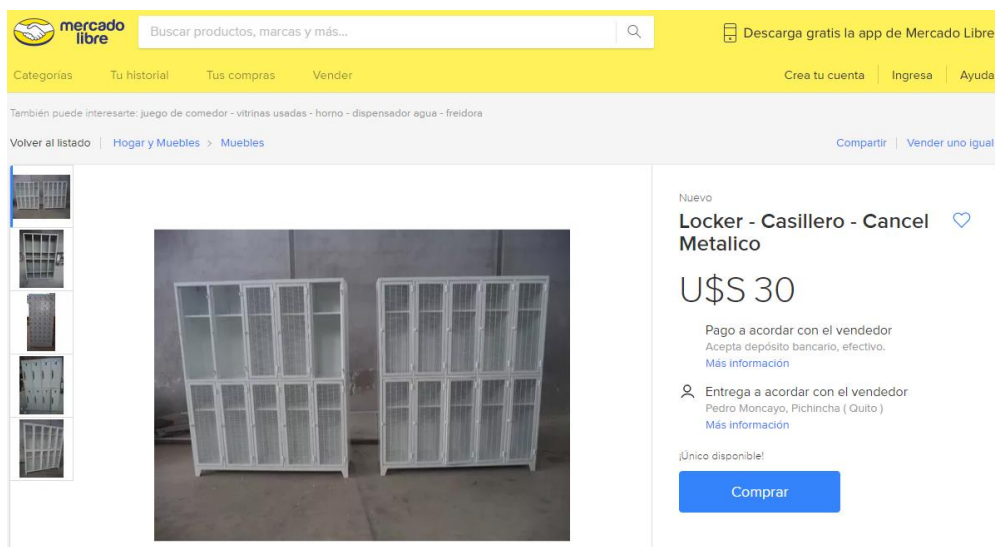 mercado
libre
Buscar productos, marcas y más...
Descarga gratis la app de Mercado Libre
Categorías Tu historial Tus compras Vender
Crea tu cuenta Ingresa Ayuda
También puede interesarte: juego de comedor - vitrinas usadas - horno - dispensador agua - freidora
Volver al listado | Hogar y Muebles > Muebles
Compartir | Vender uno igual
Nuevo
Locker - Casillero - Cancel
Metalico
U$S 30
Pago a acordar con el vendedor
Acepta depósito bancario, efectivo.
Más información
Entrega a acordar con el vendedor
Pedro Moncayo, Pichincha ( Quito )
Más información
¡Único disponible!
Comprar